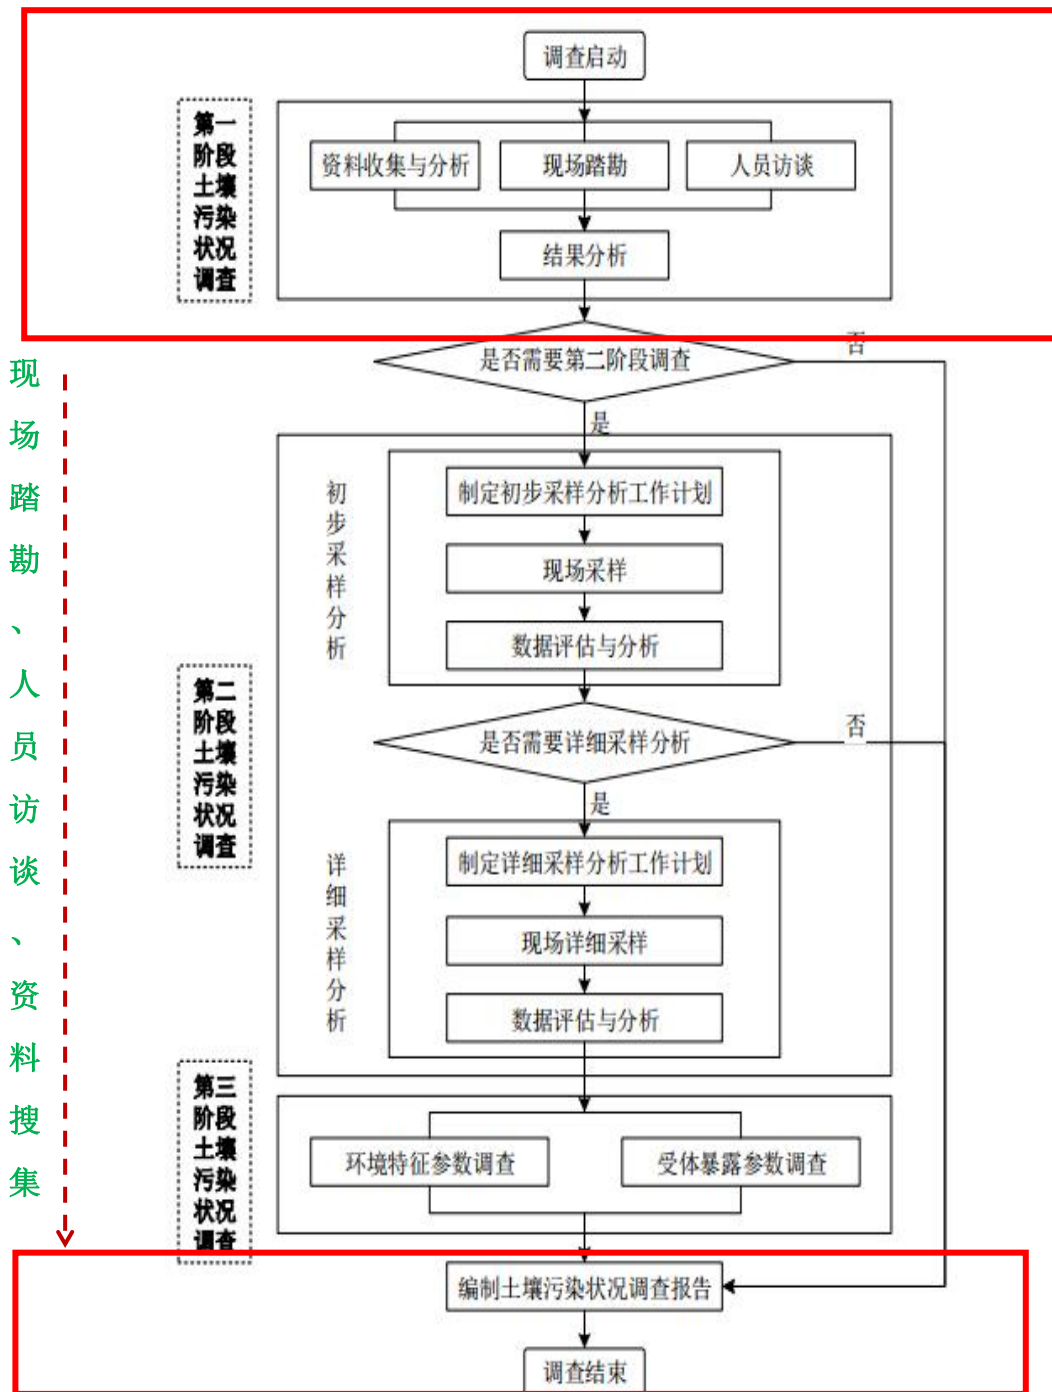 调查启动
第一
阶段
土壤
污染
状况
调查
资料收集与分析
现场踏勘
人员访谈
结果分析
是否需要第二阶段调查
否
是
现场踏勘、人员访谈、资料搜集
初步采样分析
制定初步采样分析工作计划
现场采样
数据评估与分析
第二
阶段
土壤
污染
状况
调查
是否需要详细采样分析
否
是
详细采样分析
制定详细采样分析工作计划
现场详细采样
数据评估与分析
第三
阶段
土壤
污染
状况
调查
环境特征参数调查
受体暴露参数调查
编制土壤污染状况调查报告
调查结束